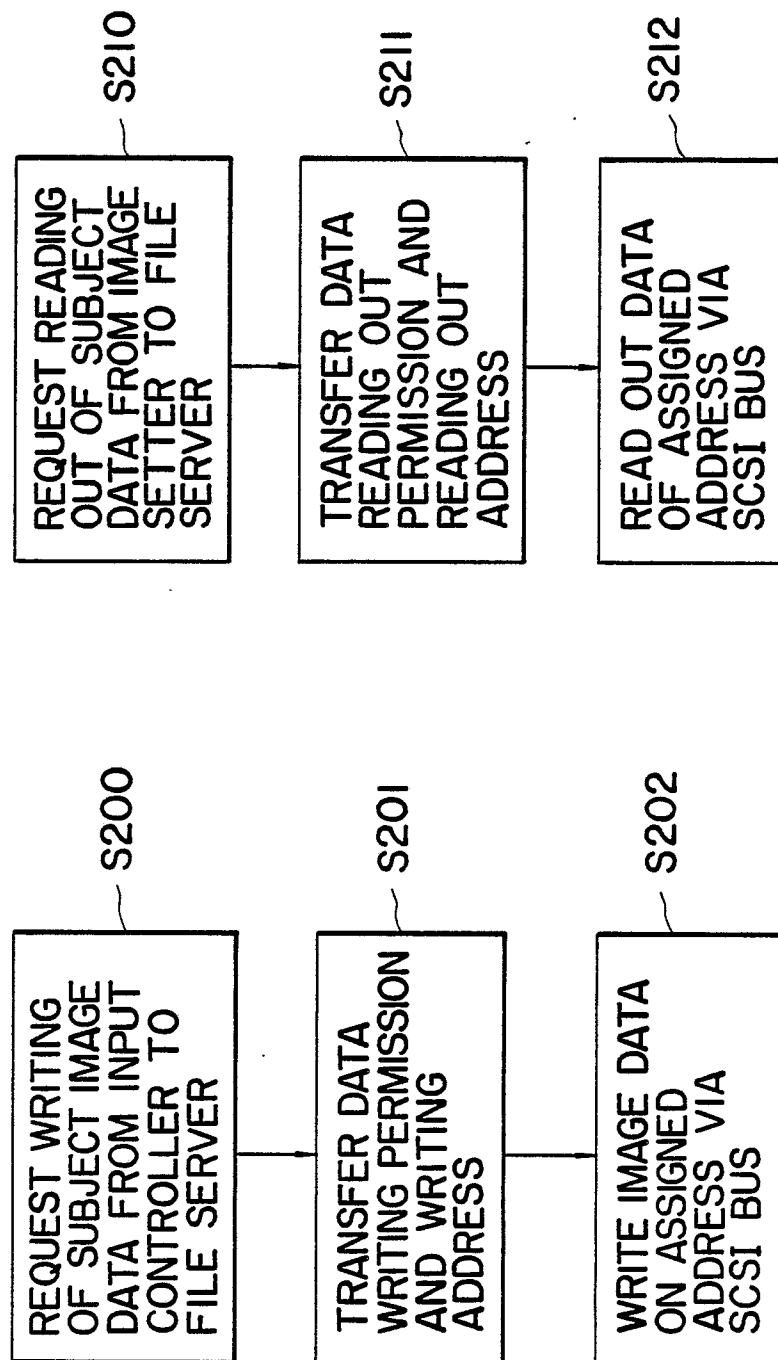 REQUEST WRITING
OF SUBJECT IMAGE
DATA FROM INPUT
CONTROLLER TO
FILE SERVER
S200
TRANSFER DATA
WRITING PERMISSION
AND WRITING
ADDRESS
S201
WRITE IMAGE DATA
ON ASSIGNED
ADDRESS VIA
SCSI BUS
S202
REQUEST READING
OUT OF SUBJECT
DATA FROM IMAGE
SETTER TO FILE
SERVER
S210
TRANSFER DATA
READING OUT
PERMISSION AND
READING OUT
ADDRESS
S211
READ OUT DATA
OF ASSIGNED
ADDRESS VIA
SCSI BUS
S212